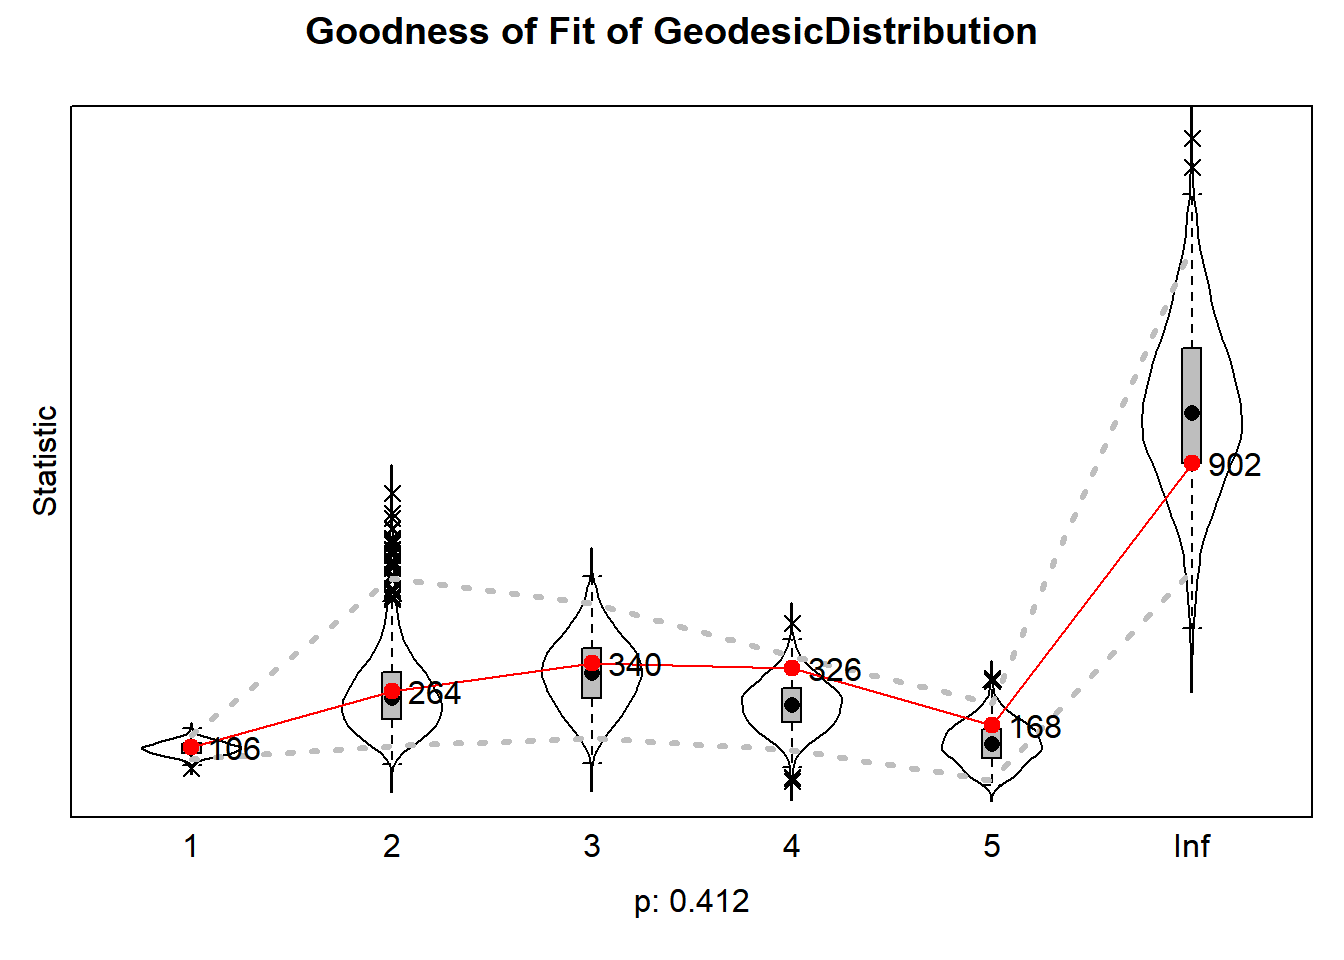 Goodness of Fit of GeodesicDistribution
Statistic
106
264
340
326
168
902
1 2 3 4 5 Inf
p: 0.412